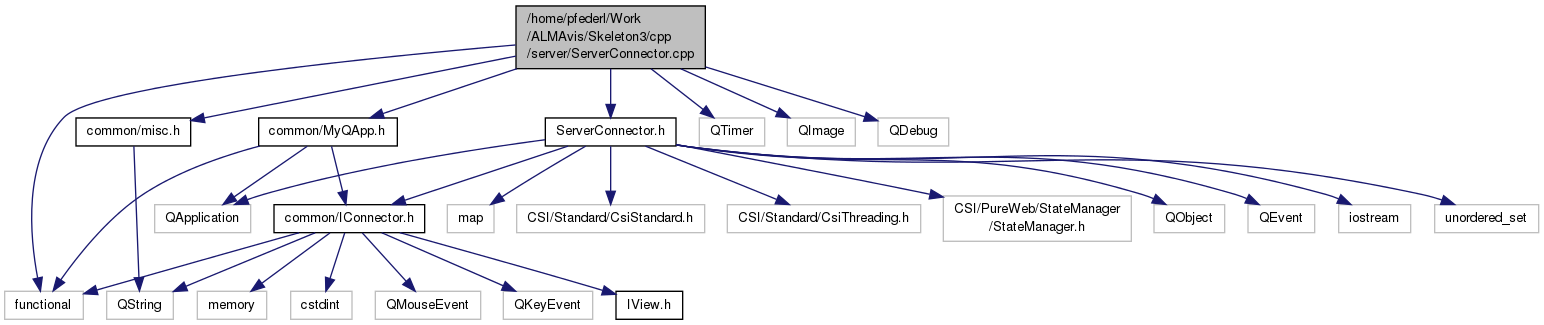 /home/pfederl/Work
/ALMAvis/Skeleton3/cpp
/server/ServerConnector.cpp
common/misc.h
common/MyQApp.h
ServerConnector.h
QTimer
QImage
QDebug
QApplication
common/IConnector.h
map
CSI/Standard/CsiStandard.h
CSI/Standard/CsiThreading.h
CSI/PureWeb/StateManager
/StateManager.h
QObject
QEvent
iostream
unordered_set
functional
QString
memory
cstdint
QMouseEvent
QKeyEvent
IView.h